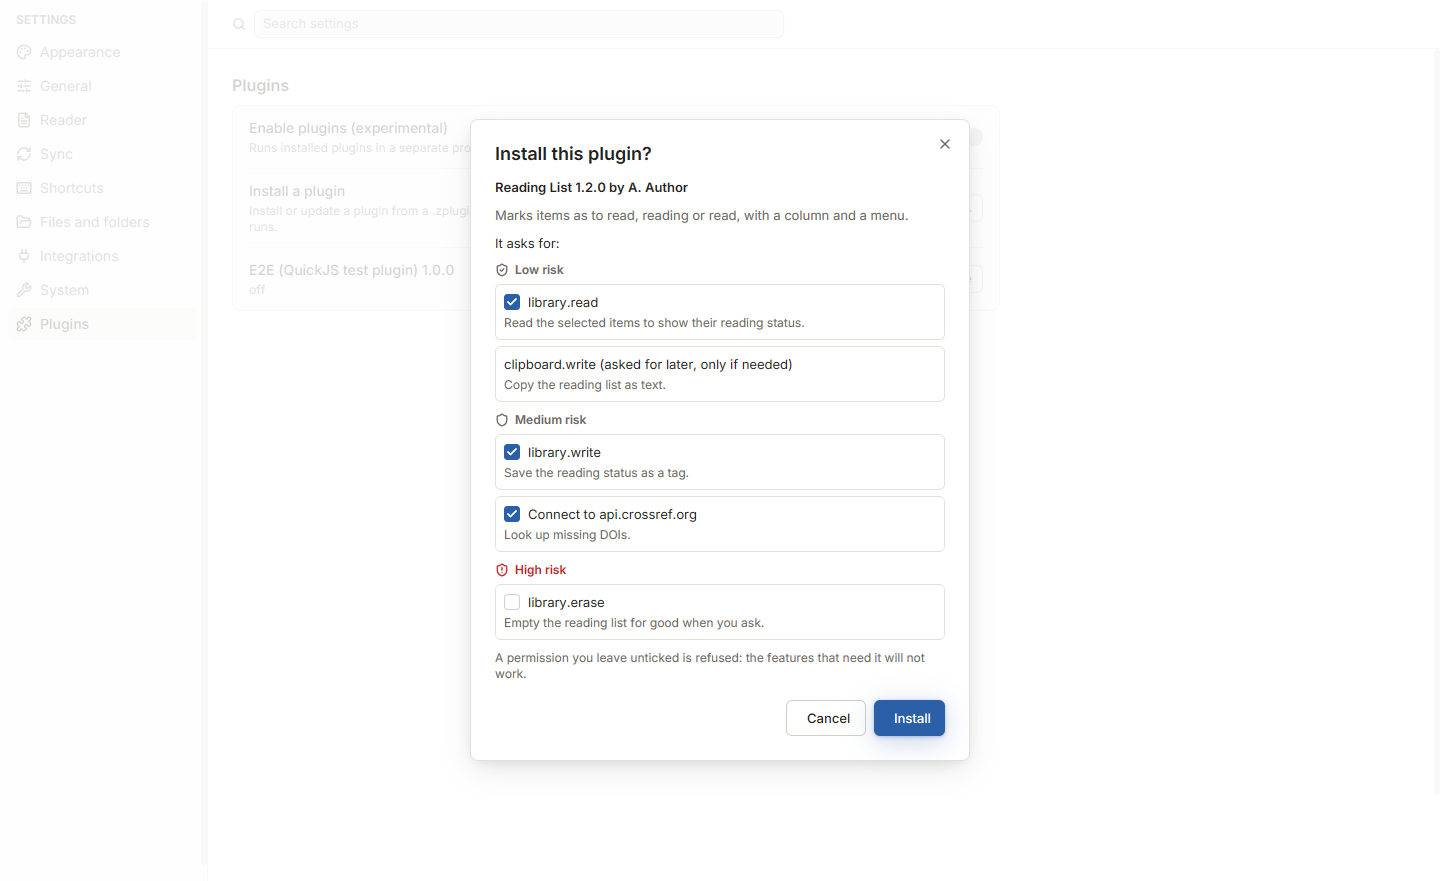 SETTINGS
Appearance
General
Reader
Sync
Shortcuts
Files and folders
Integrations
System
Plugins
Search settings
Plugins
Enable plugins (experimental)
Runs installed plugins in a separate
Install a plugin
Install or update a plugin from a
runs.
E2E (QuickJS test plugin) 1.0.0
off
Install this plugin?
Reading List 1.2.0 by A. Author
Marks items as to read, reading or read, with a column and a menu.
It asks for:
Low risk
library.read
Read the selected items to show their reading status.
clipboard.write (asked for later, only if needed)
Copy the reading list as text.
Medium risk
library.write
Save the reading status as a tag.
Connect to api.crossref.org
Look up missing DOIs.
High risk
library.erase
Empty the reading list for good when you ask.
A permission you leave unticked is refused: the features that need it will not
work.
Cancel
Install